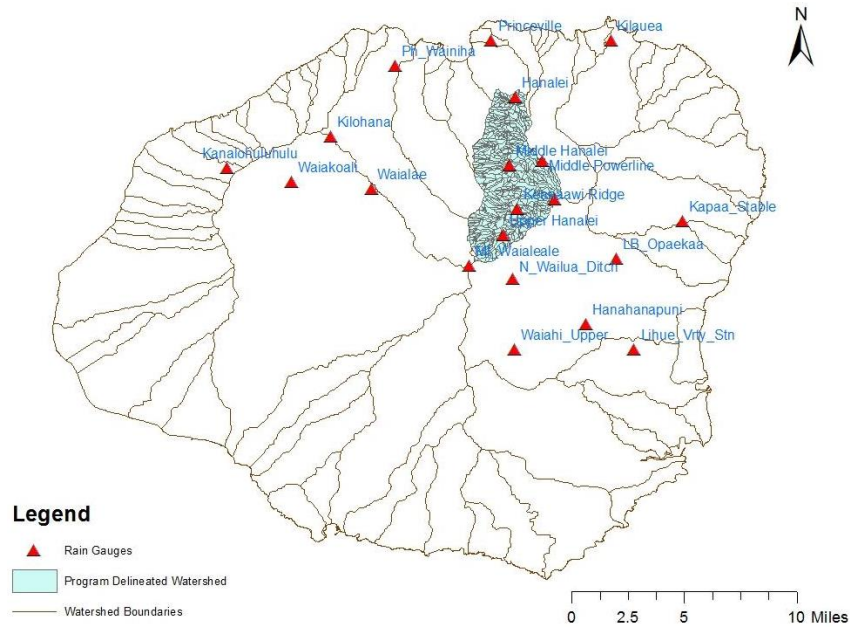 N
Princeville
Kilauea
Ph_Wainiha
Hanalei
Kilohana
Kanalohuluhulu
Middle Hanalei
Middle Powerline
Waiakoali
Waialae
Ridge
Kapaa_Stable
Upper Hanalei
LB_Opaekaa
Mt_Waialeale
N_Wailua_Ditch
Hanahanapuni
Waiahi_Upper
Lihue_Vrty_Stn
Legend
Rain Gauges
Program Delineated Watershed
Watershed Boundaries
0 2.5 5 10 Miles